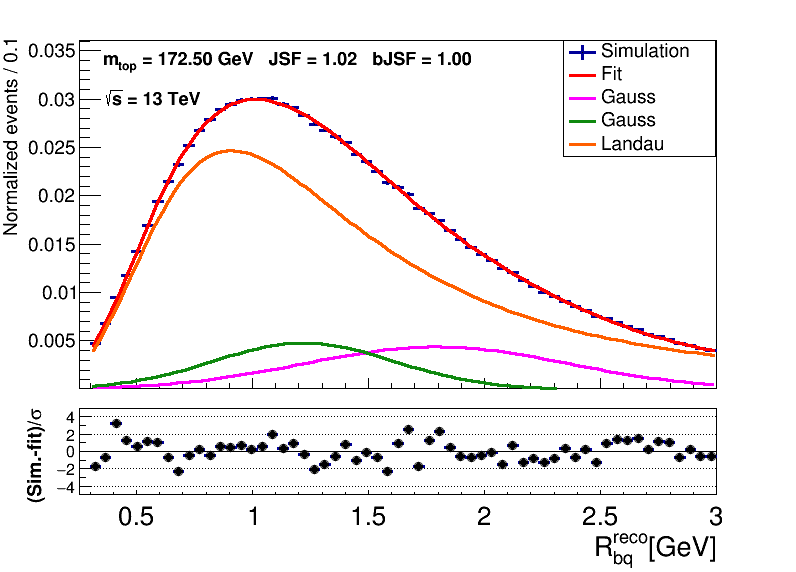 m_top = 172.50 GeV JSF = 1.02 bJSF = 1.00
√s = 13 TeV
Simulation
Fit
Gauss
Gauss
Landau
Normalized events / 0.1
0.035
0.03
0.025
0.02
0.015
0.01
0.005
(Sim.-fit)/σ
4
2
0
−2
−4
0.5 1 1.5 2 2.5 3
R_bq^reco[GeV]